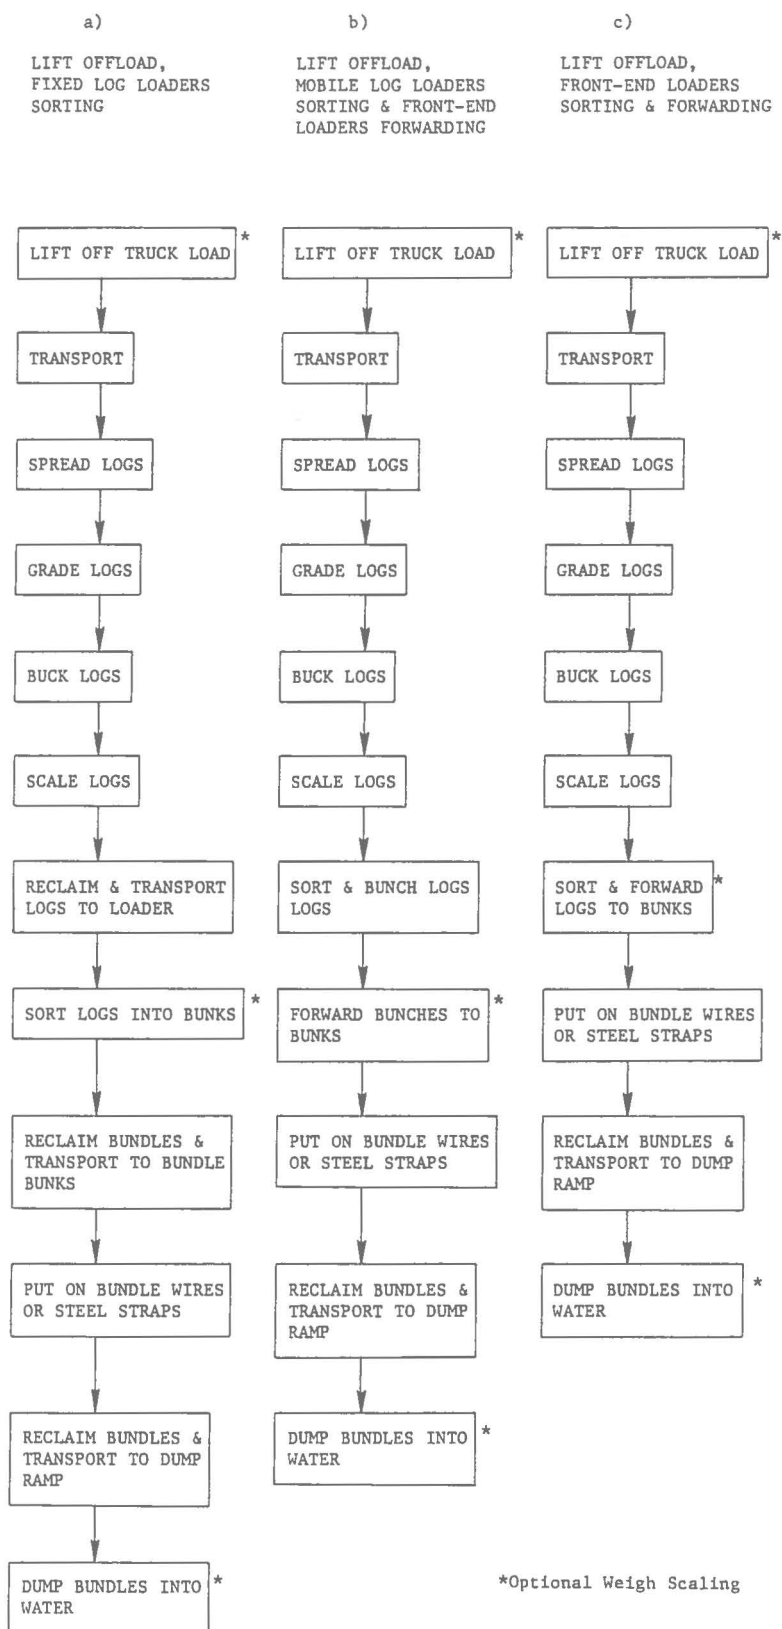 a)
LIFT OFFLOAD,
FIXED LOG LOADERS
SORTING
LIFT OFF TRUCK LOAD *
TRANSPORT
SPREAD LOGS
GRADE LOGS
BUCK LOGS
SCALE LOGS
RECLAIM & TRANSPORT
LOGS TO LOADER
SORT LOGS INTO BUNKS *
RECLAIM BUNDLES &
TRANSPORT TO BUNDLE
BUNKS
PUT ON BUNDLE WIRES
OR STEEL STRAPS
RECLAIM BUNDLES &
TRANSPORT TO DUMP
RAMP
DUMP BUNDLES INTO *
WATER
b)
LIFT OFFLOAD,
MOBILE LOG LOADERS
SORTING & FRONT-END
LOADERS FORWARDING
LIFT OFF TRUCK LOAD *
TRANSPORT
SPREAD LOGS
GRADE LOGS
BUCK LOGS
SCALE LOGS
SORT & BUNCH LOGS
LOGS
FORWARD BUNCHES TO *
BUNKS
PUT ON BUNDLE WIRES
OR STEEL STRAPS
RECLAIM BUNDLES &
TRANSPORT TO DUMP
RAMP
DUMP BUNDLES INTO *
WATER
c)
LIFT OFFLOAD,
FRONT-END LOADERS
SORTING & FORWARDING
LIFT OFF TRUCK LOAD *
TRANSPORT
SPREAD LOGS
GRADE LOGS
BUCK LOGS
SCALE LOGS
SORT & FORWARD *
LOGS TO BUNKS
PUT ON BUNDLE WIRES
OR STEEL STRAPS
RECLAIM BUNDLES &
TRANSPORT TO DUMP
RAMP
DUMP BUNDLES INTO *
WATER
*Optional Weigh Scaling